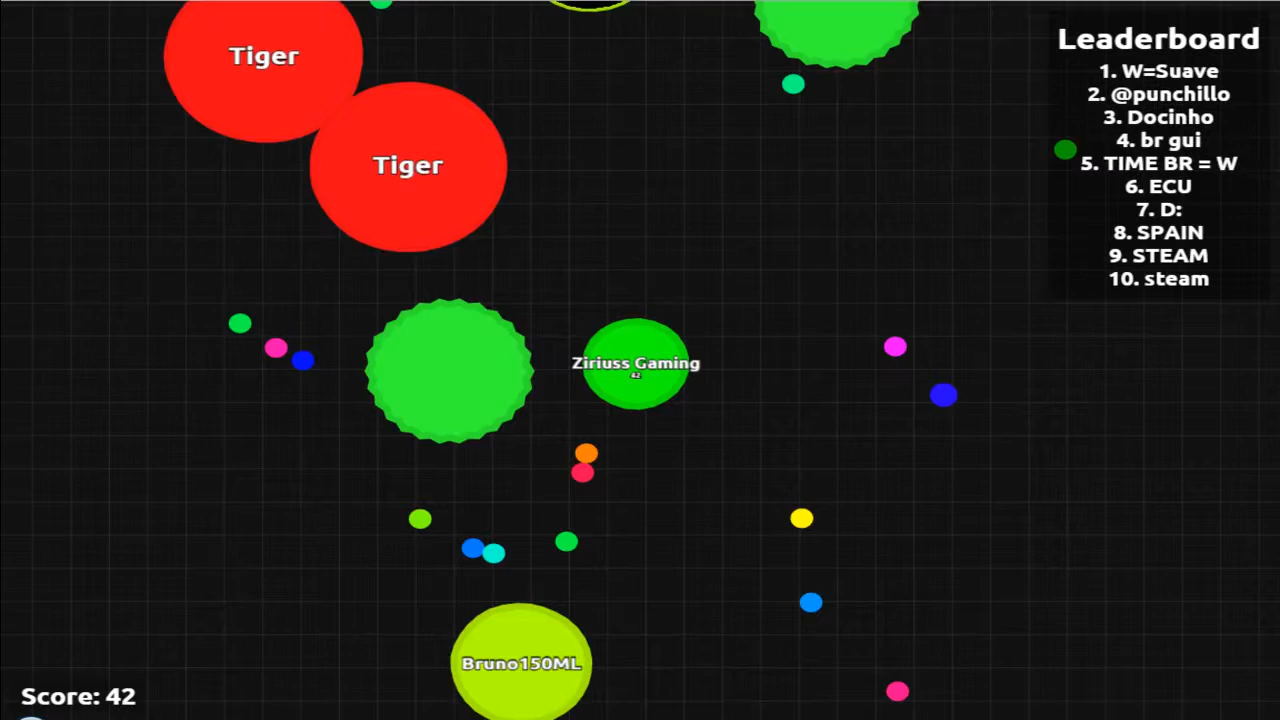 Tiger
Tiger
Leaderboard
1. W=Suave
2. @punchillo
3. Docinho
4. br gui
5. TIME BR = W
6. ECU
7. D:
8. SPAIN
9. STEAM
10. steam
Ziriuss Gaming
42
Bruno150ML
Score: 42